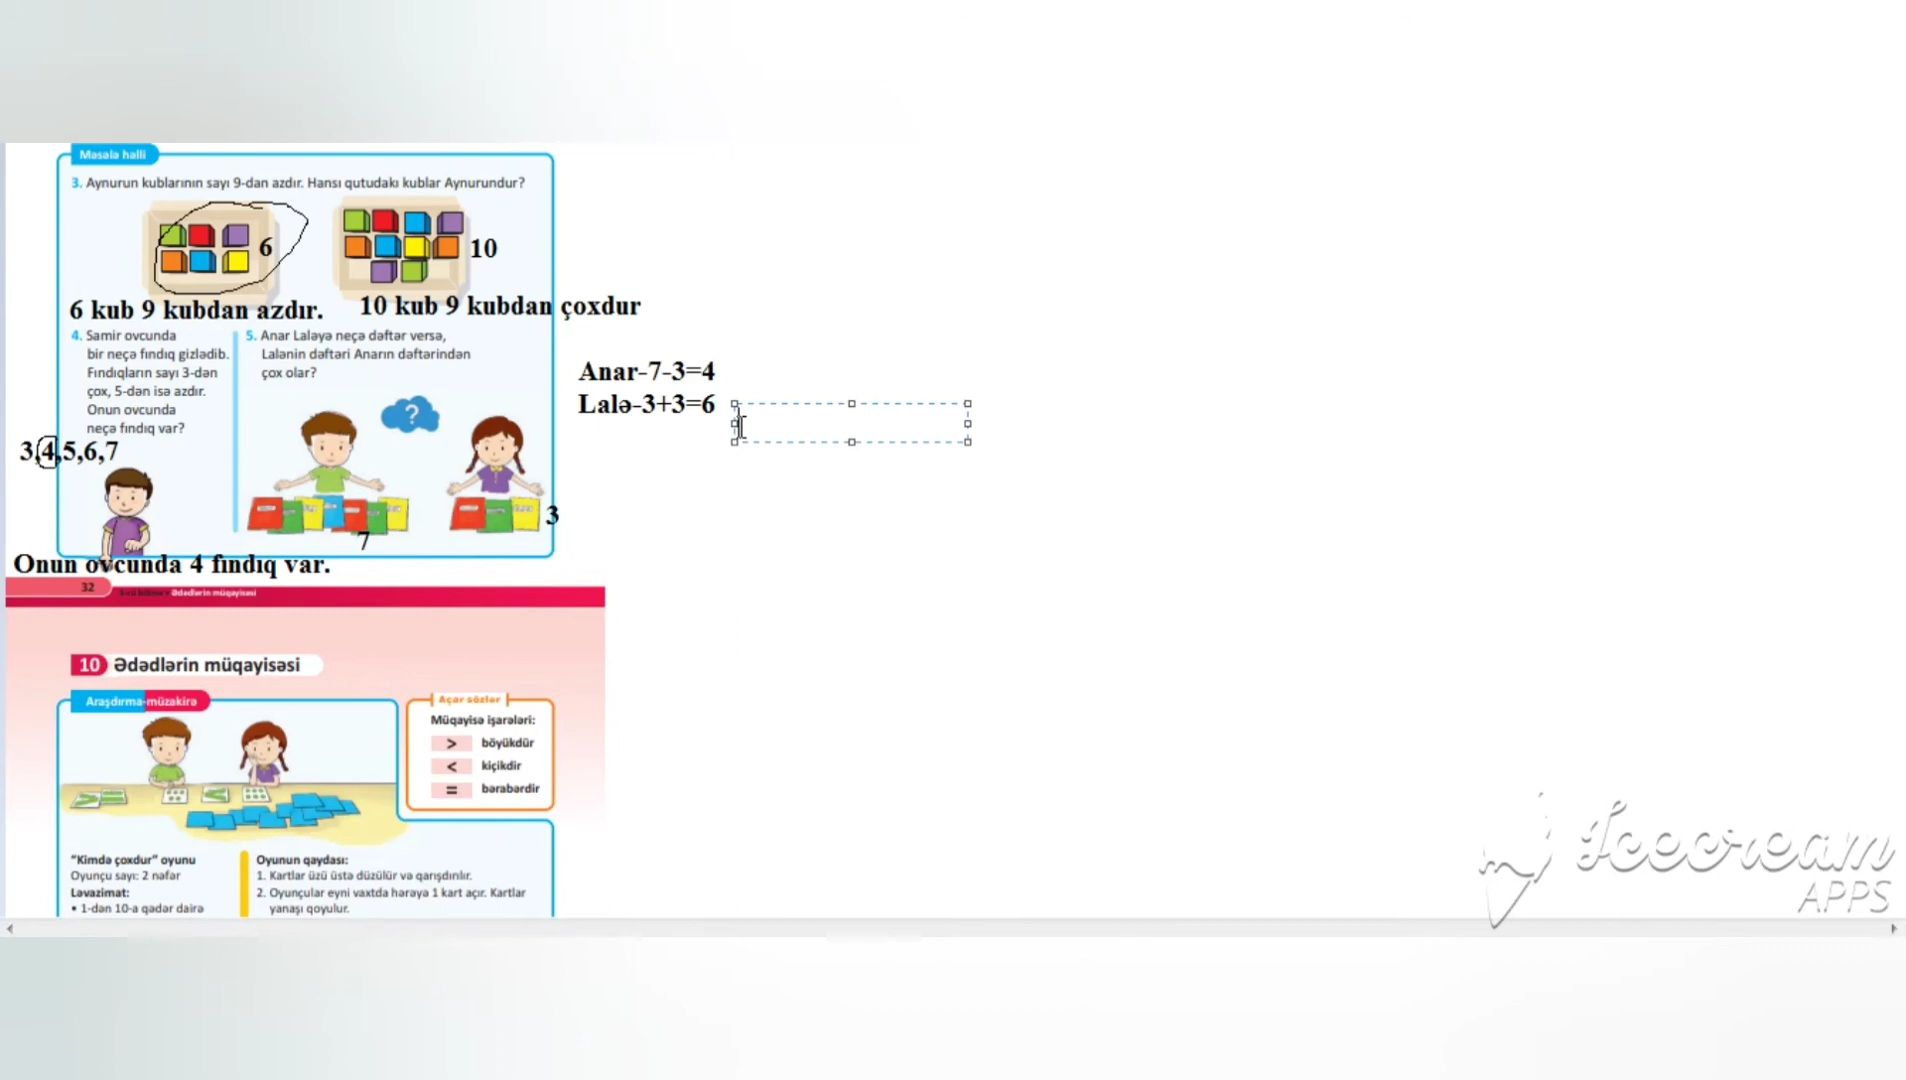 Məsələ həlli
3. Aynurun kublarının sayı 9-dan azdır. Hansı qutudakı kublar Aynurundur?
6
10
6 kub 9 kubdan azdır.
10 kub 9 kubdan çoxdur
4. Samir ovcunda
bir neçə fındıq gizlədib.
Fındıqların sayı 3-dən
çox, 5-dən isə azdır.
Onun ovcunda
neçə fındıq var?
3,4,5,6,7
5. Anar Laləyə neçə dəftər versə,
Lalənin dəftəri Anarın dəftərindən
çox olar?
?
7
3
Anar-7-3=4
Lalə-3+3=6
Onun ovcunda 4 fındıq var.
32
Ədədlərin müqayisəsi
10 Ədədlərin müqayisəsi
Araşdırma-müzakirə
Açar sözlər
Müqayisə işarələri:
> böyükdür
< kiçikdir
= bərabərdir
"Kimdə çoxdur" oyunu
Oyunçu sayı: 2 nəfər
Ləvazimat:
• 1-dən 10-a qədər dairə
Oyunun qaydası:
1. Kartlar üzü üstə düzülür və qarışdırılır.
2. Oyunçular eyni vaxtda hərəyə 1 kart açır. Kartlar
yanaşı qoyulur.
Icecream
APPS